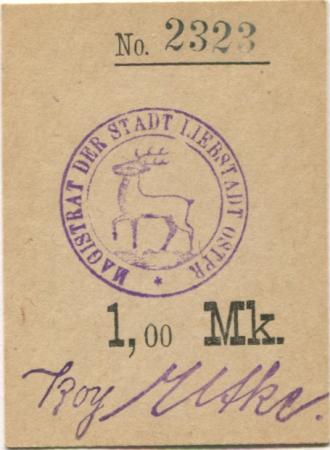 No. 2323
MAGISTRAT DER STADT LIEBSTADT OSTPR. *
1,00 Mk.